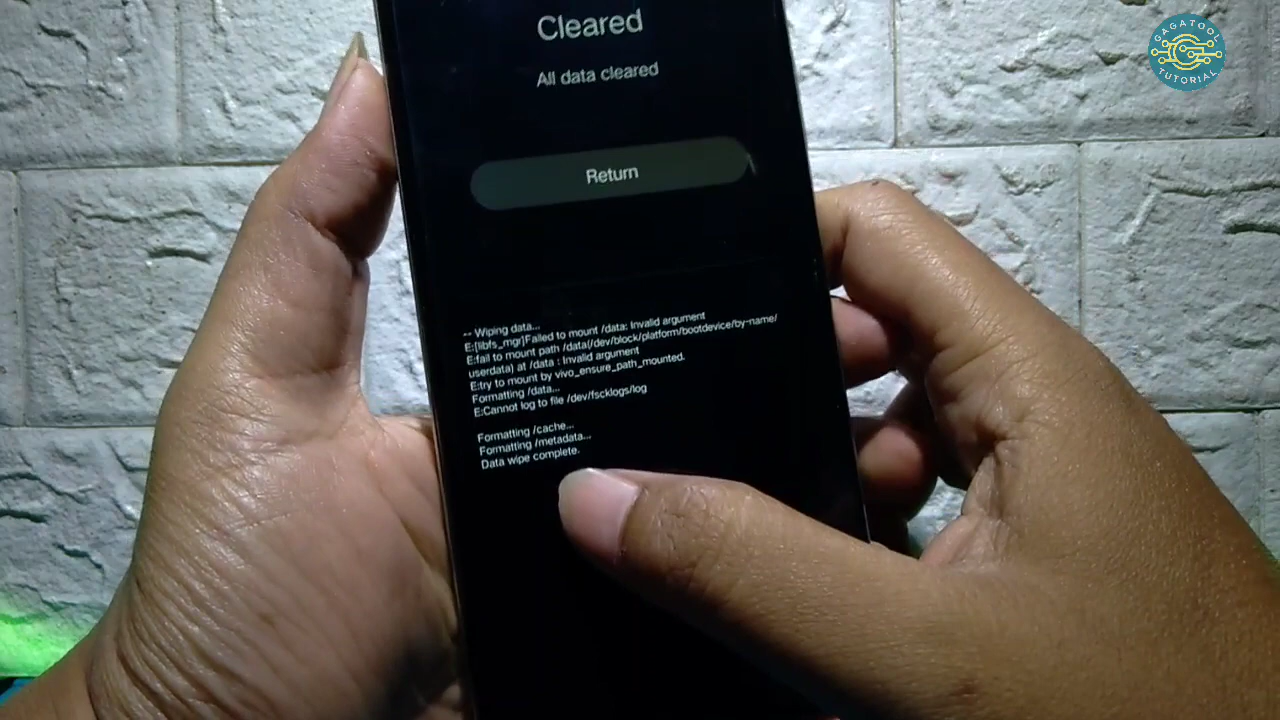 Cleared
All data cleared
Return
-- Wiping data...
E:[libfs_mgr]Failed to mount /data: Invalid argument
E:fail to mount path /data(/dev/block/platform/bootdevice/by-name/
userdata) at /data : Invalid argument
E:try to mount by vivo_ensure_path_mounted.
Formatting /data...
E:Cannot log to file /dev/fscklogs/log
Formatting /cache...
Formatting /metadata...
Data wipe complete.
GAGATOOL
TUTORIAL